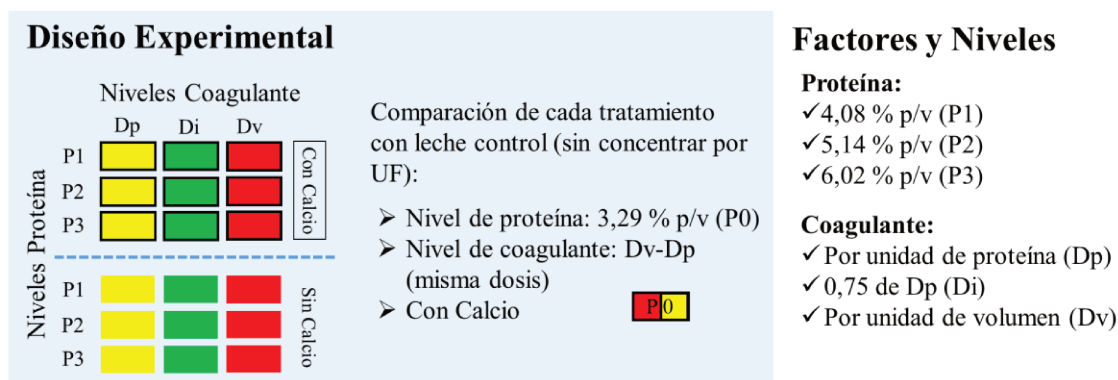 Diseño Experimental
Niveles Coagulante
Dp Di Dv
Niveles Proteína
P1
P2
P3
Con Calcio
P1
P2
P3
Sin Calcio
Comparación de cada tratamiento
con leche control (sin concentrar por
UF):
➢ Nivel de proteína: 3,29 % p/v (P0)
➢ Nivel de coagulante: Dv-Dp
(misma dosis)
➢ Con Calcio
P0
Factores y Niveles
Proteína:
✓4,08 % p/v (P1)
✓5,14 % p/v (P2)
✓6,02 % p/v (P3)
Coagulante:
✓Por unidad de proteína (Dp)
✓0,75 de Dp (Di)
✓Por unidad de volumen (Dv)